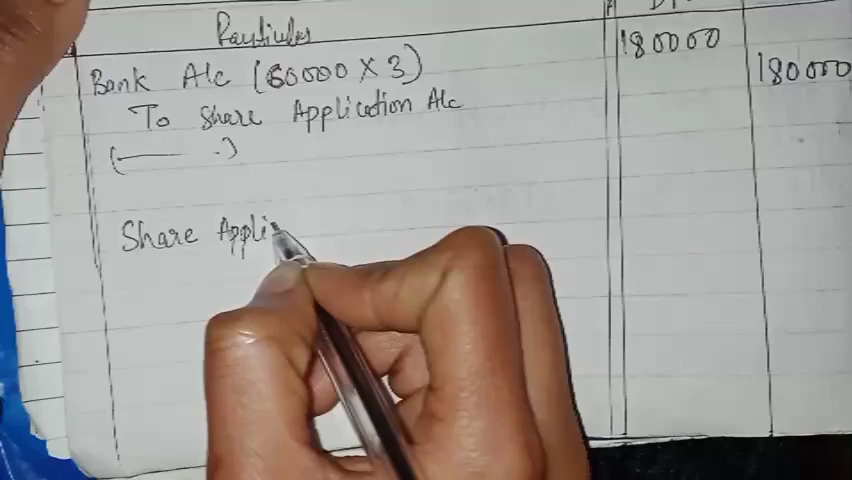 Particulars
Bank A/c (60000 × 3) 180000
180000
To Share Application A/c
(—— .)
Share Appli